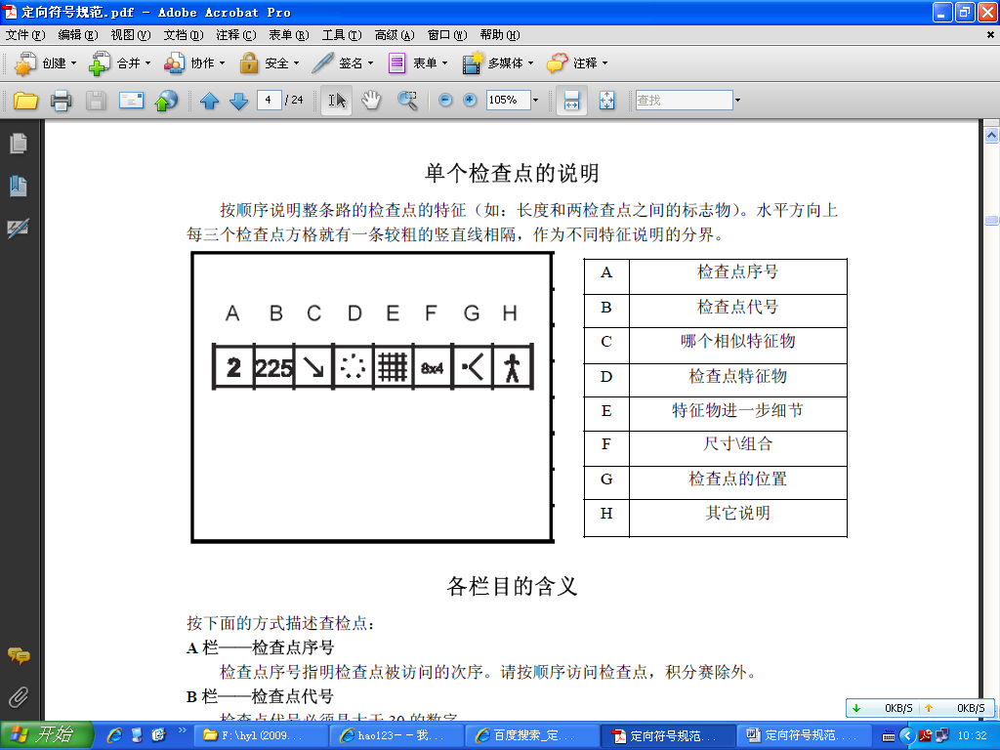 定向符号规范.pdf - Adobe Acrobat Pro
文件(F) 编辑(E) 视图(V) 文档(D) 注释(C) 表单(R) 工具(T) 高级(A) 窗口(W) 帮助(H)
创建 合并 协作 安全 签名 表单 多媒体 注释
4 / 24 105% 查找
单个检查点的说明
按顺序说明整条路的检查点的特征（如：长度和两检查点之间的标志物）。水平方向上
每三个检查点方格就有一条较粗的竖直线相隔，作为不同特征说明的分界。
A B C D E F G H
2 225 8x4
A 检查点序号
B 检查点代号
C 哪个相似特征物
D 检查点特征物
E 特征物进一步细节
F 尺寸\组合
G 检查点的位置
H 其它说明
各栏目的含义
按下面的方式描述查检点：
A 栏——检查点序号
检查点序号指明检查点被访问的次序。请按顺序访问检查点，积分赛除外。
B 栏——检查点代号
检查点代号必须是大于 30 的数字
0KB/S 0KB/S
开始 F:\hyl(2009... hao123－－我... 百度搜索_定... 定向符号规范... 定向符号规范.... 10:32